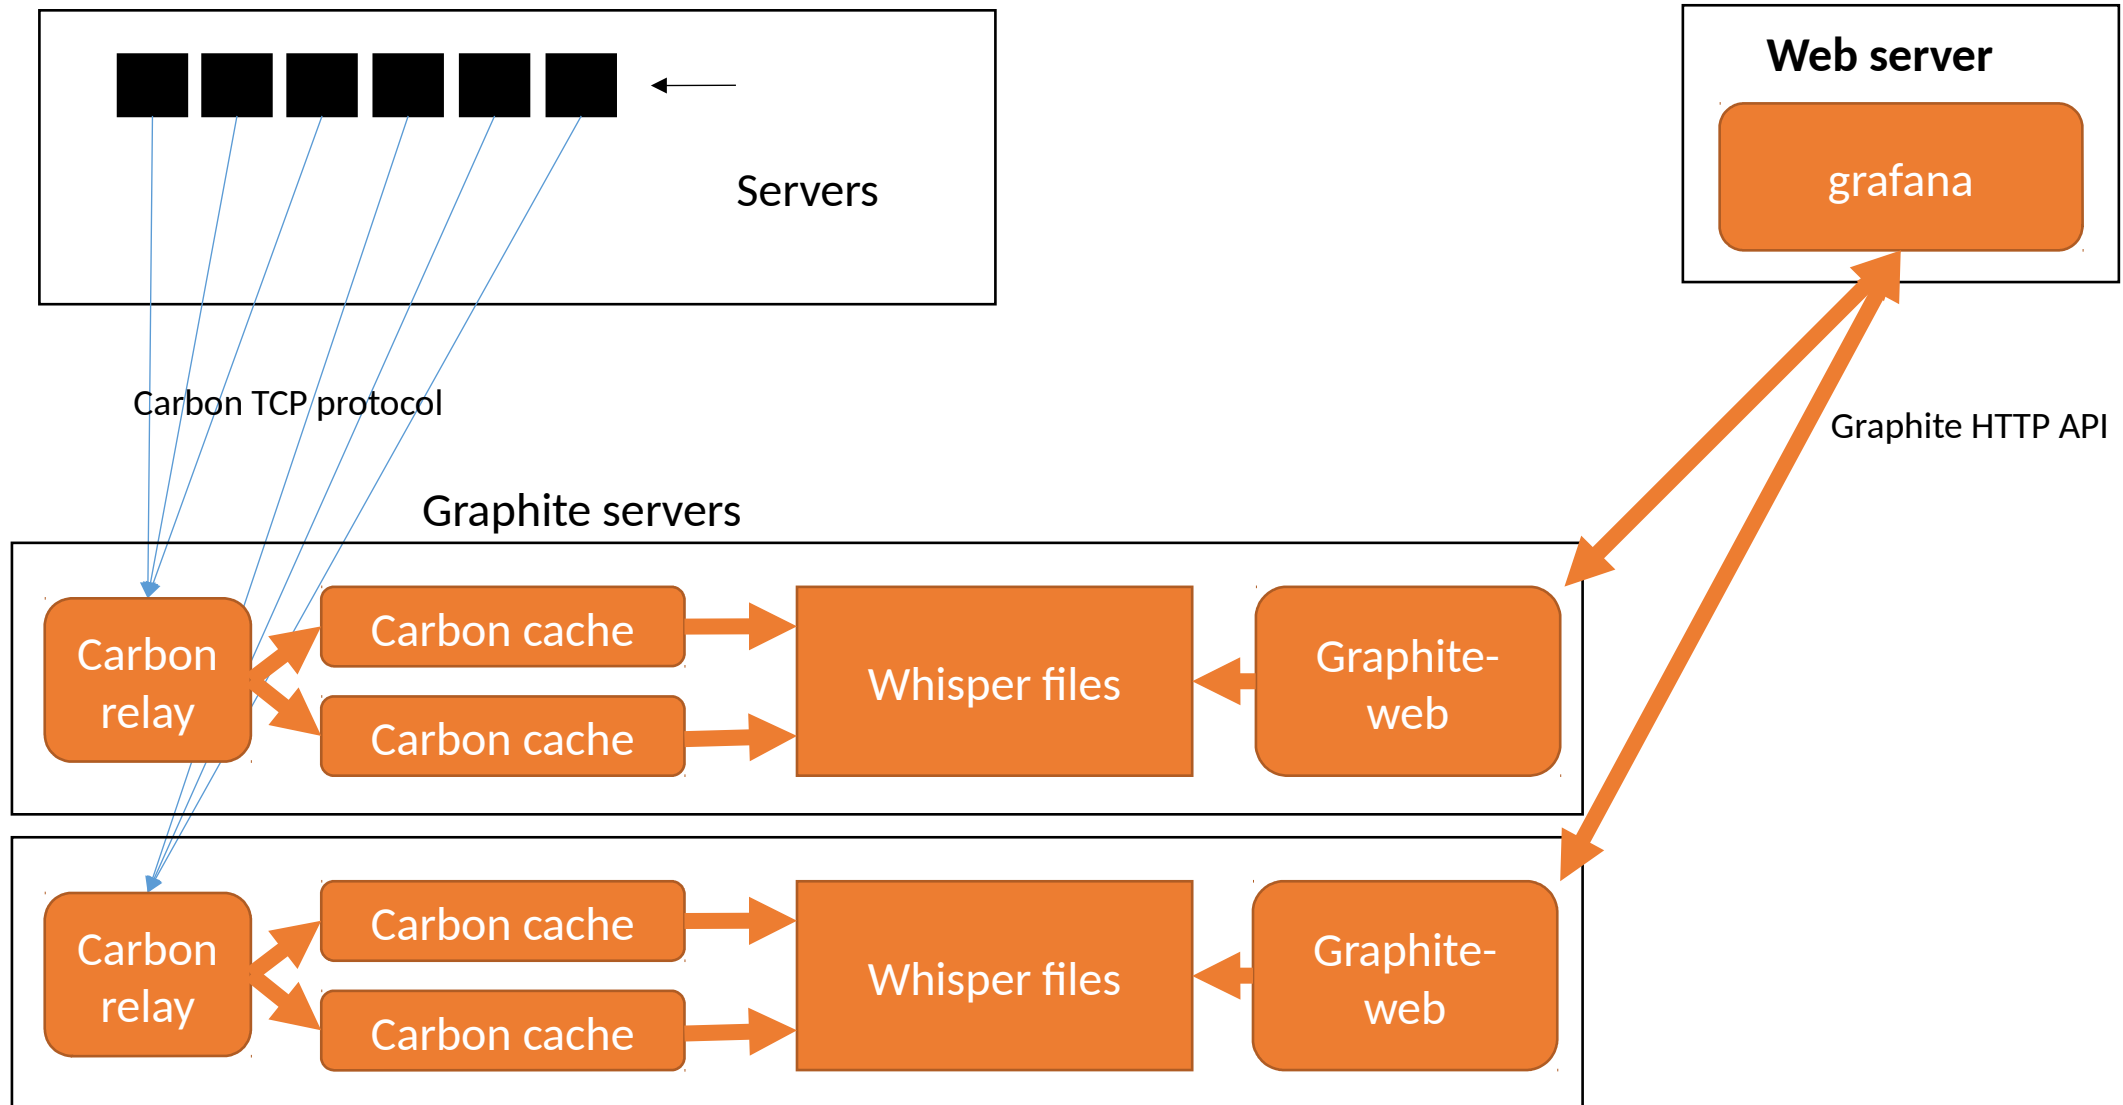 Web server
grafana
Servers
Carbon TCP protocol
Graphite HTTP API
Graphite servers
Carbon
relay
Carbon cache
Carbon cache
Whisper files
Graphite-
web
Carbon
relay
Carbon cache
Carbon cache
Whisper files
Graphite-
web